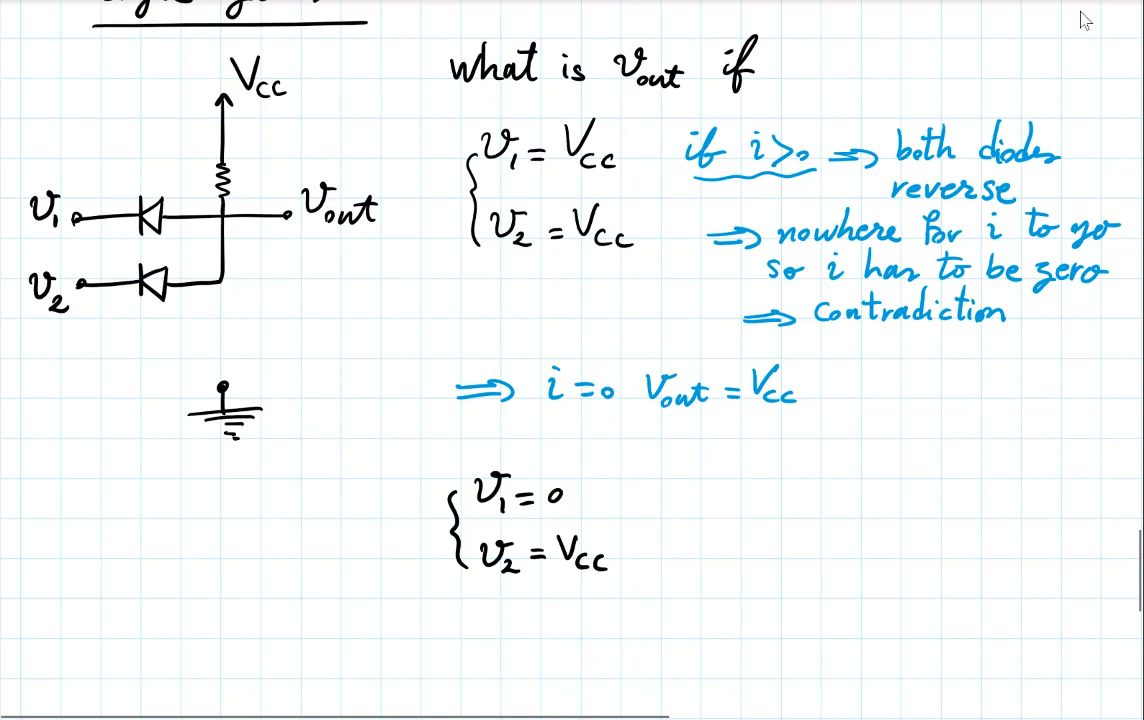 Vcc
v1
vout
v2
what is vout if
v1 = Vcc
v2 = Vcc
if i>0 ⇒ both diodes
reverse
⇒ nowhere for i to go
so i has to be zero
⇒ contradiction
⇒ i=0 vout = Vcc
v1 = 0
v2 = Vcc